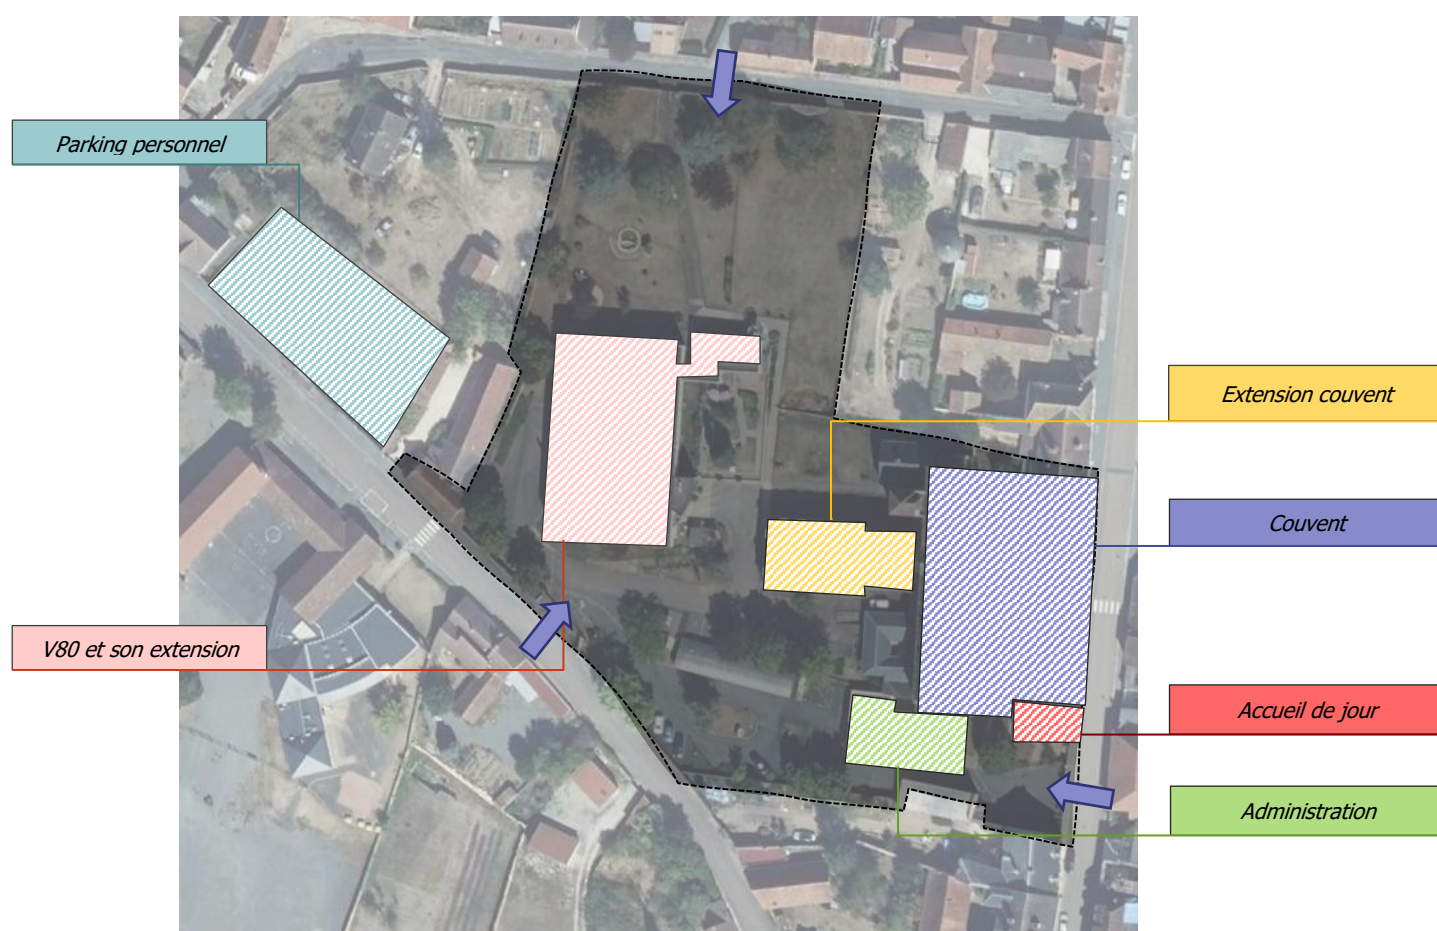 Parking personnel
Extension couvent
Couvent
V80 et son extension
Accueil de jour
Administration